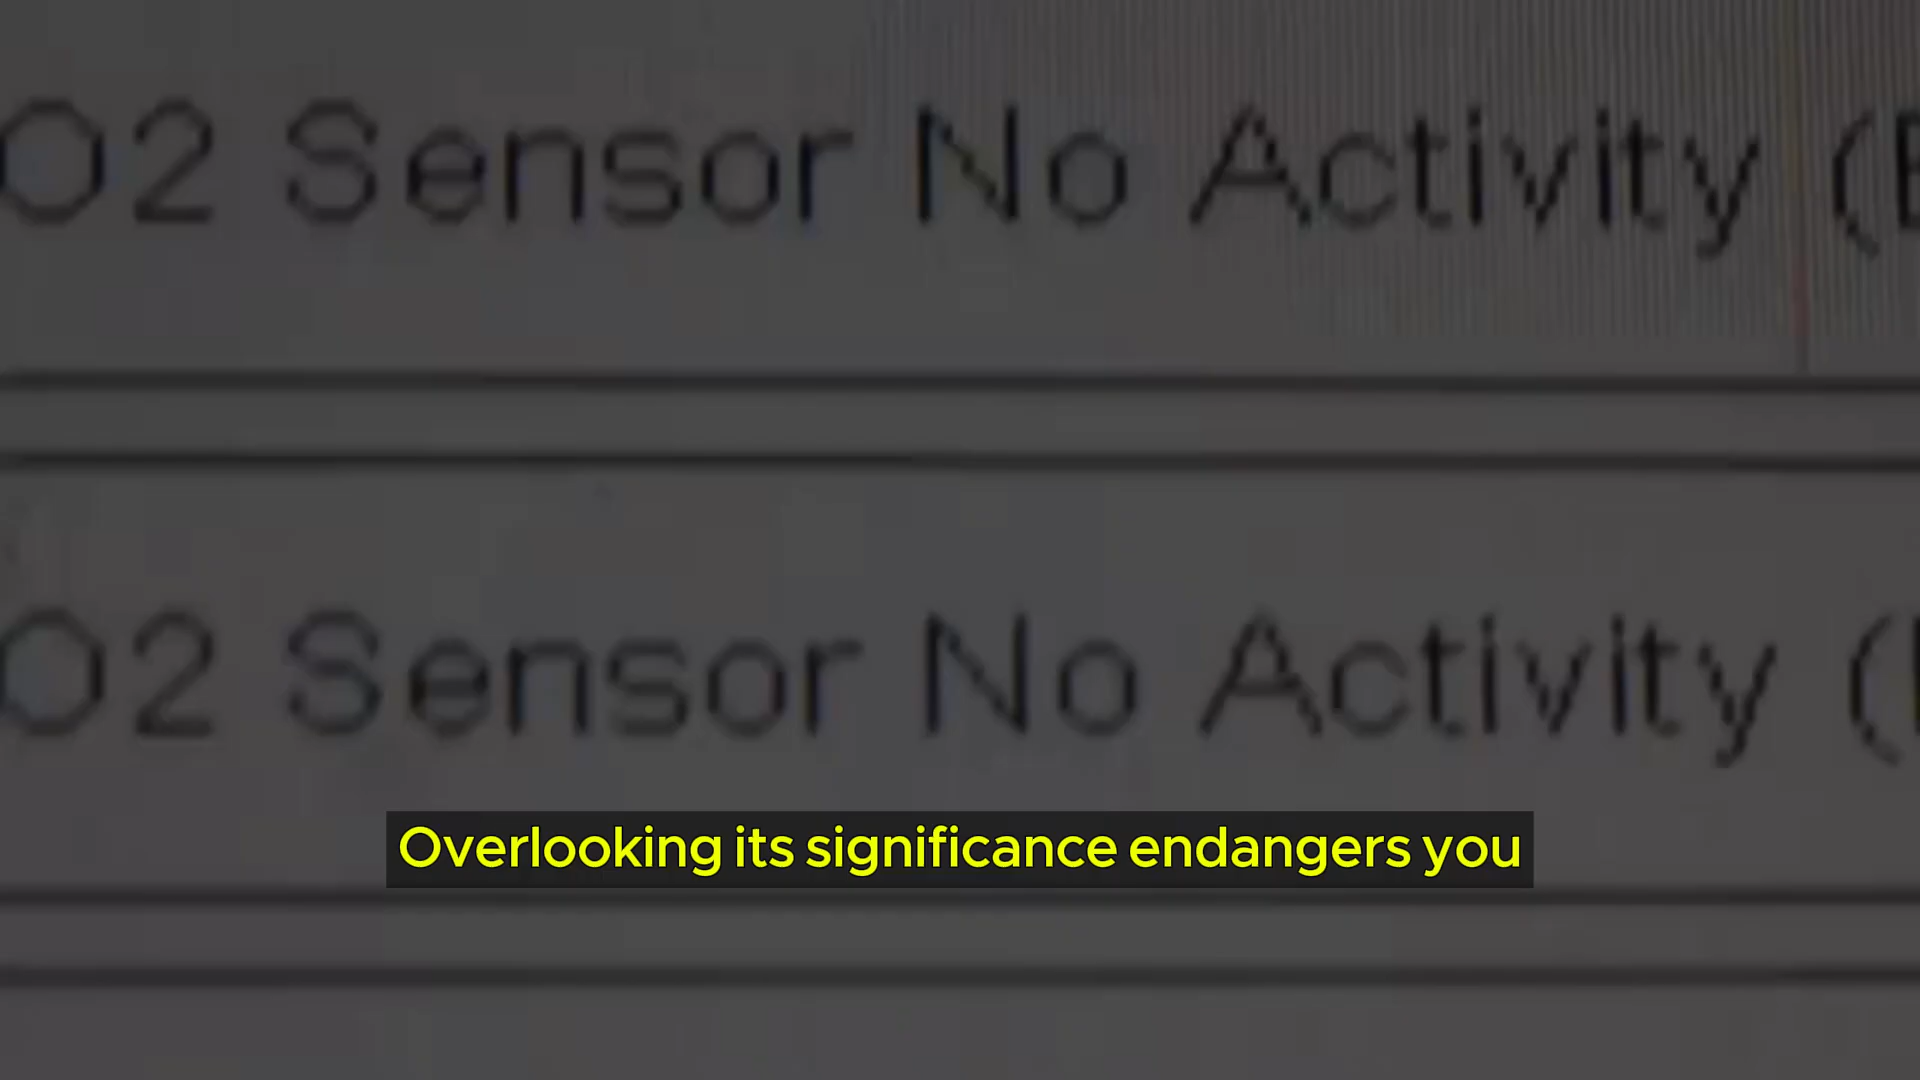 O2 Sensor No Activity (
O2 Sensor No Activity (
Overlooking its significance endangers you